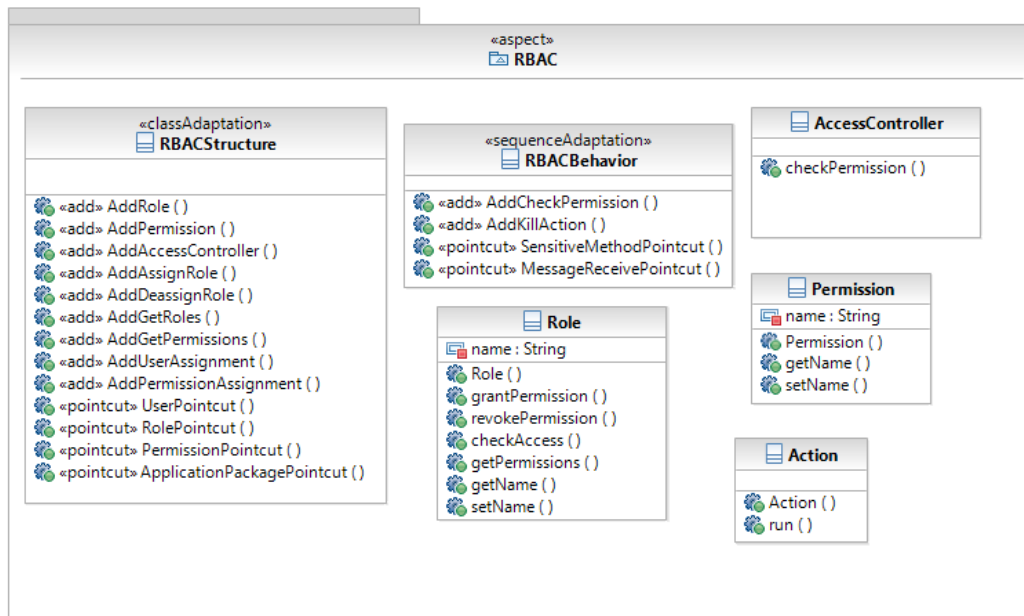 «aspect»
RBAC
«classAdaptation»
RBACStructure
«add» AddRole ( )
«add» AddPermission ( )
«add» AddAccessController ( )
«add» AddAssignRole ( )
«add» AddDeassignRole ( )
«add» AddGetRoles ( )
«add» AddGetPermissions ( )
«add» AddUserAssignment ( )
«add» AddPermissionAssignment ( )
«pointcut» UserPointcut ( )
«pointcut» RolePointcut ( )
«pointcut» PermissionPointcut ( )
«pointcut» ApplicationPackagePointcut ( )
«sequenceAdaptation»
RBACBehavior
«add» AddCheckPermission ( )
«add» AddKillAction ( )
«pointcut» SensitiveMethodPointcut ( )
«pointcut» MessageReceivePointcut ( )
Role
name : String
Role ( )
grantPermission ( )
revokePermission ( )
checkAccess ( )
getPermissions ( )
getName ( )
setName ( )
AccessController
checkPermission ( )
Permission
name : String
Permission ( )
getName ( )
setName ( )
Action
Action ( )
run ( )